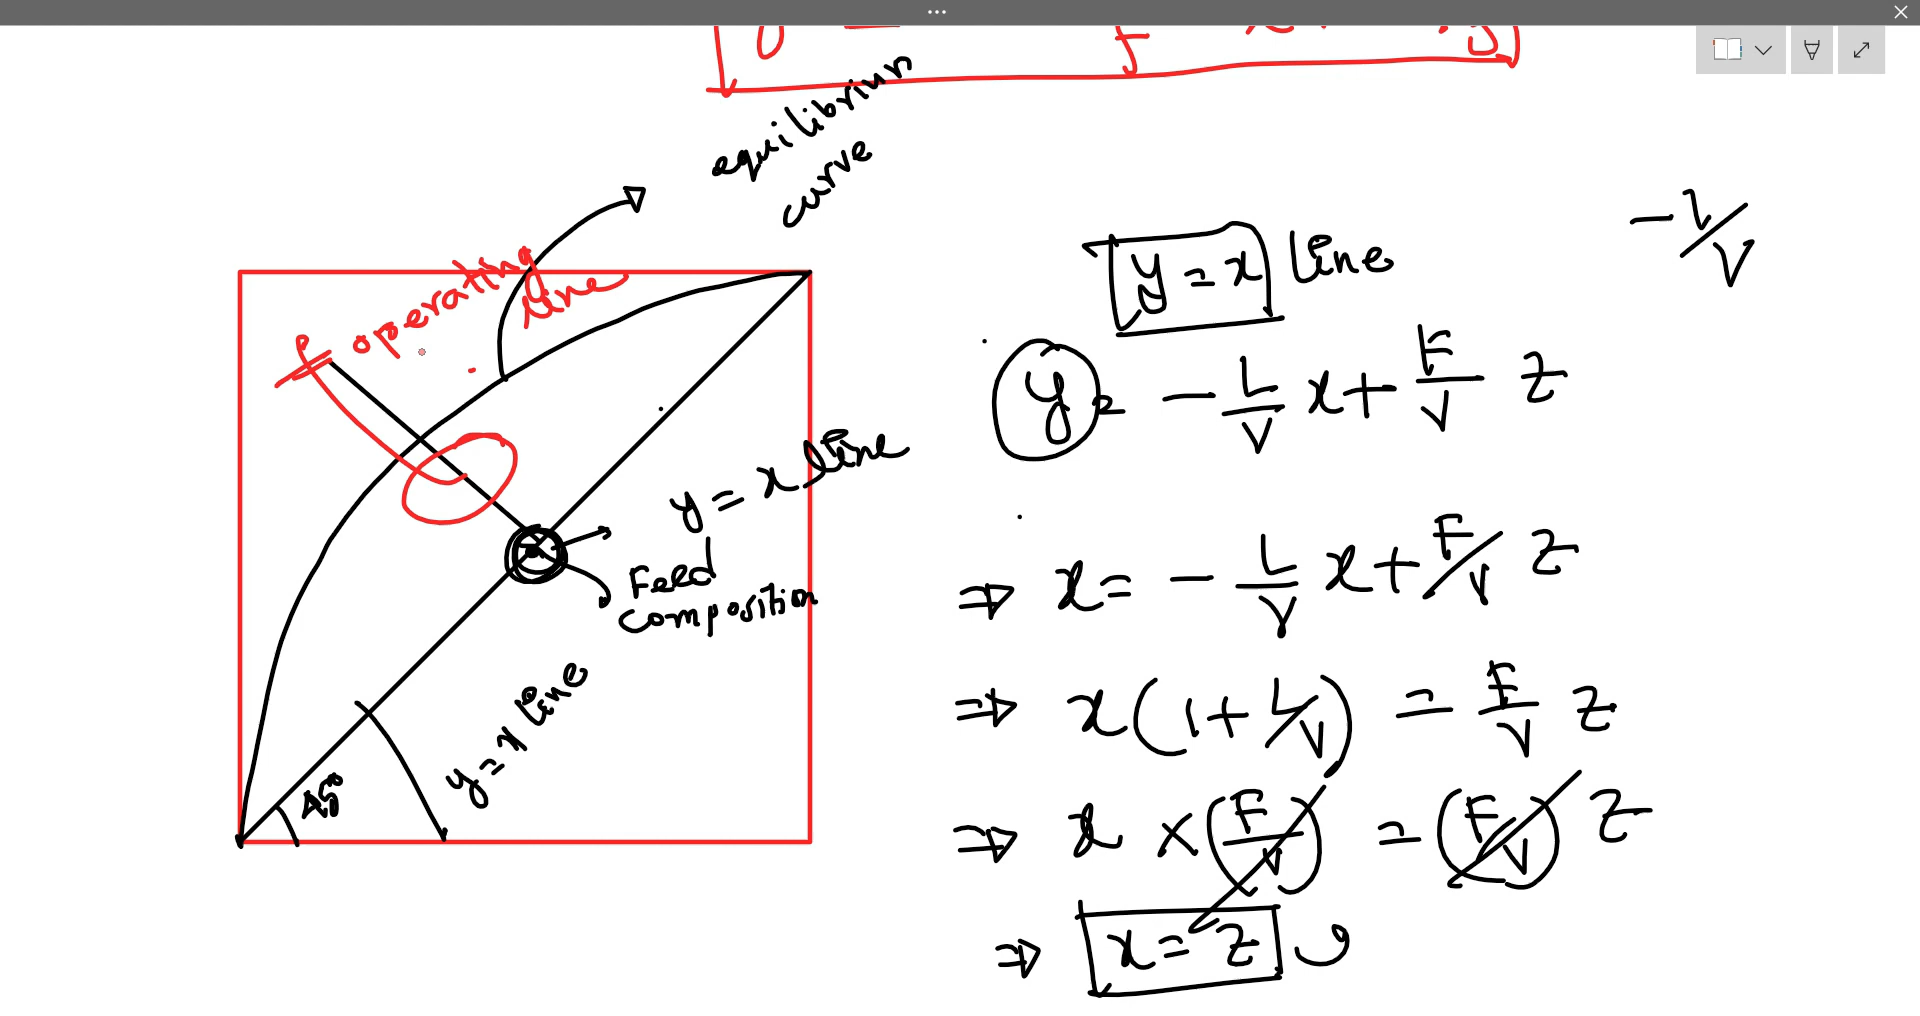 equilibrium
curve
operating
line
y = x line
-L/V
y = -L/V x + F/V z
y = x line
Feed
composition
⇒ x = -L/V x + F/V z
y = x line
45°
⇒ x(1 + L/V) = F/V z
⇒ x × (F/V) = (F/V) z
⇒ x = z